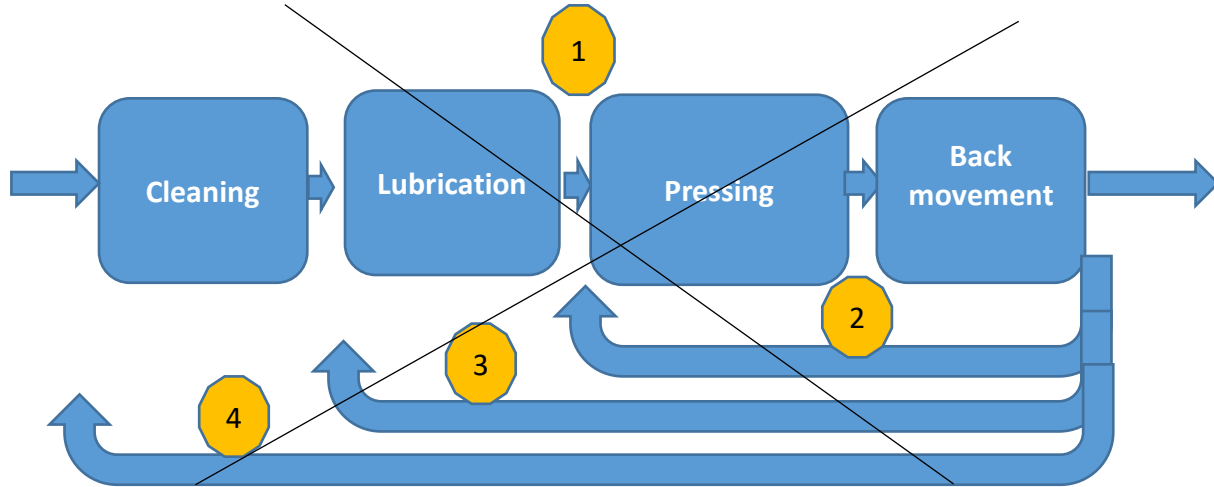 1
Cleaning
Lubrication
Pressing
Back
movement
2
3
4